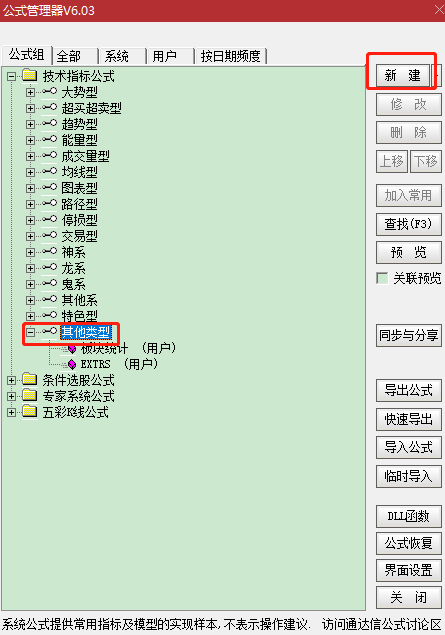 公式管理器V6.03
公式组 全部 系统 用户 按日期频度
技术指标公式
大势型
超买超卖型
趋势型
能量型
成交量型
均线型
图表型
路径型
停损型
交易型
神系
龙系
鬼系
其他系
特色型
其他类型
板块统计 (用户)
EXTRS (用户)
条件选股公式
专家系统公式
五彩K线公式
新 建
修 改
删 除
上移 下移
加入常用
查找(F3)
预 览
关联预览
同步与分享
导出公式
快速导出
导入公式
临时导入
DLL函数
公式恢复
界面设置
关 闭
系统公式提供常用指标及模型的实现样本,不表示操作建议. 访问通达信公式讨论区